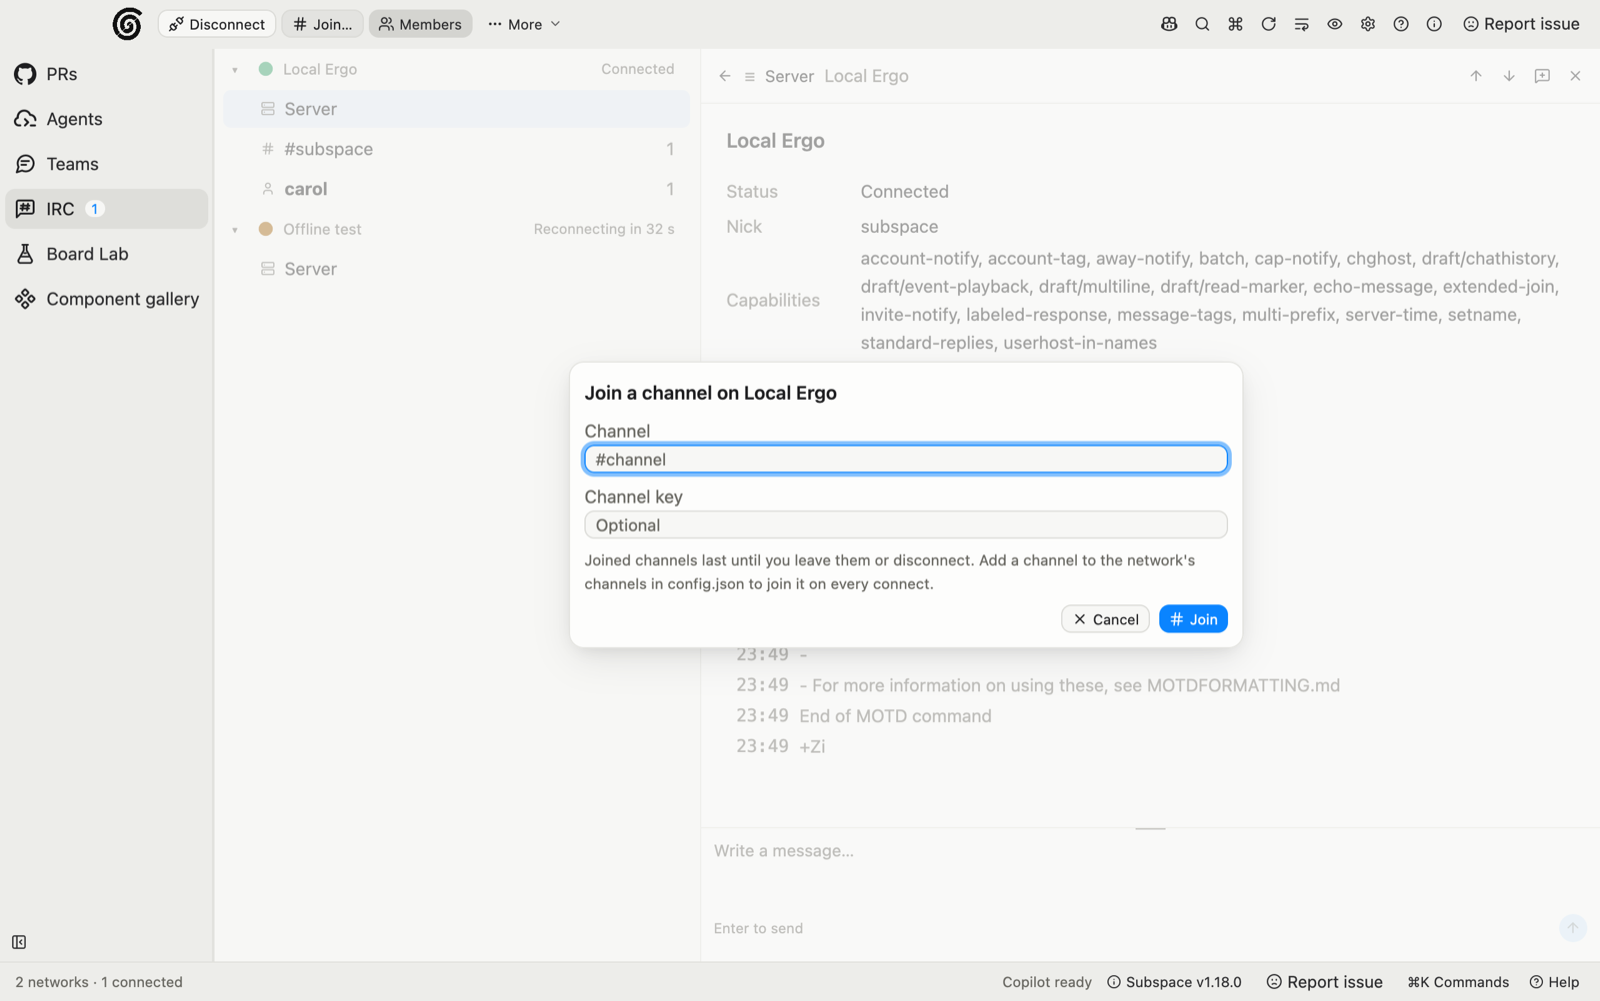 Disconnect
Join...
Members
More
Report issue
PRs
Agents
Teams
IRC 1
Board Lab
Component gallery
Local Ergo Connected
Server
#subspace 1
carol 1
Offline test Reconnecting in 32 s
Server
Server Local Ergo
Local Ergo
Status Connected
Nick subspace
Capabilities
account-notify, account-tag, away-notify, batch, cap-notify, chghost, draft/chathistory,
draft/event-playback, draft/multiline, draft/read-marker, echo-message, extended-join,
invite-notify, labeled-response, message-tags, multi-prefix, server-time, setname,
standard-replies, userhost-in-names
Join a channel on Local Ergo
Channel
#channel
Channel key
Optional
Joined channels last until you leave them or disconnect. Add a channel to the network's
channels in config.json to join it on every connect.
Cancel
# Join
23:49 -
23:49 - For more information on using these, see MOTDFORMATTING.md
23:49 End of MOTD command
23:49 +Zi
Write a message...
Enter to send
2 networks · 1 connected
Copilot ready
Subspace v1.18.0
Report issue
⌘K Commands
Help